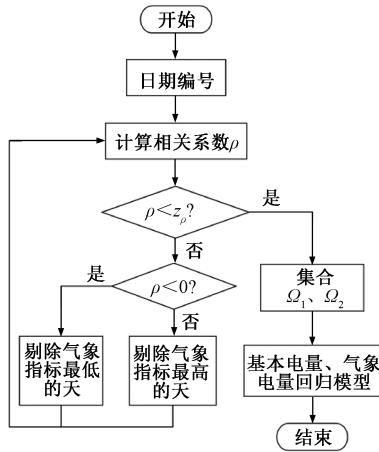 开始
日期编号
计算相关系数ρ
ρ<zρ?
是
否
是
ρ<0?
集合
Ω1、Ω2
否
剔除气象
指标最低
的天
剔除气象
指标最高
的天
基本电量、气象
电量回归模型
结束